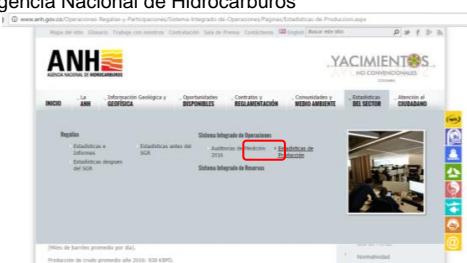 Agencia Nacional de Hidrocarburos
www.anh.gov.co/Operaciones-Regalias-y-Participaciones/Sistema-Integrado-de-Operaciones/Paginas/Estadisticas-de-Produccion.aspx
Mapa del sitio Glosario Trabaje con nosotros Contratación Sala de Prensa Contáctenos English Buscar este sitio
ANH
AGENCIA NACIONAL DE HIDROCARBUROS
YACIMIENTOS
NO CONVENCIONALES
COLOMBIA
INICIO
La ANH
Información Geológica y GEOFÍSICA
Oportunidades DISPONIBLES
Contratos y REGLAMENTACIÓN
Comunidades y MEDIO AMBIENTE
Estadísticas DEL SECTOR
Atención al CIUDADANO
Regalías
Estadísticas e Informes
Estadísticas antes del SGR
Estadísticas despues del SGR
Sistema Integrado de Operaciones
Auditorías de Medición 2016
Estadísticas de Producción
Sistema Integrado de Reservas
(Miles de barriles promedio por día).
Producción de crudo promedio año 2016: KBPD.
Normatividad